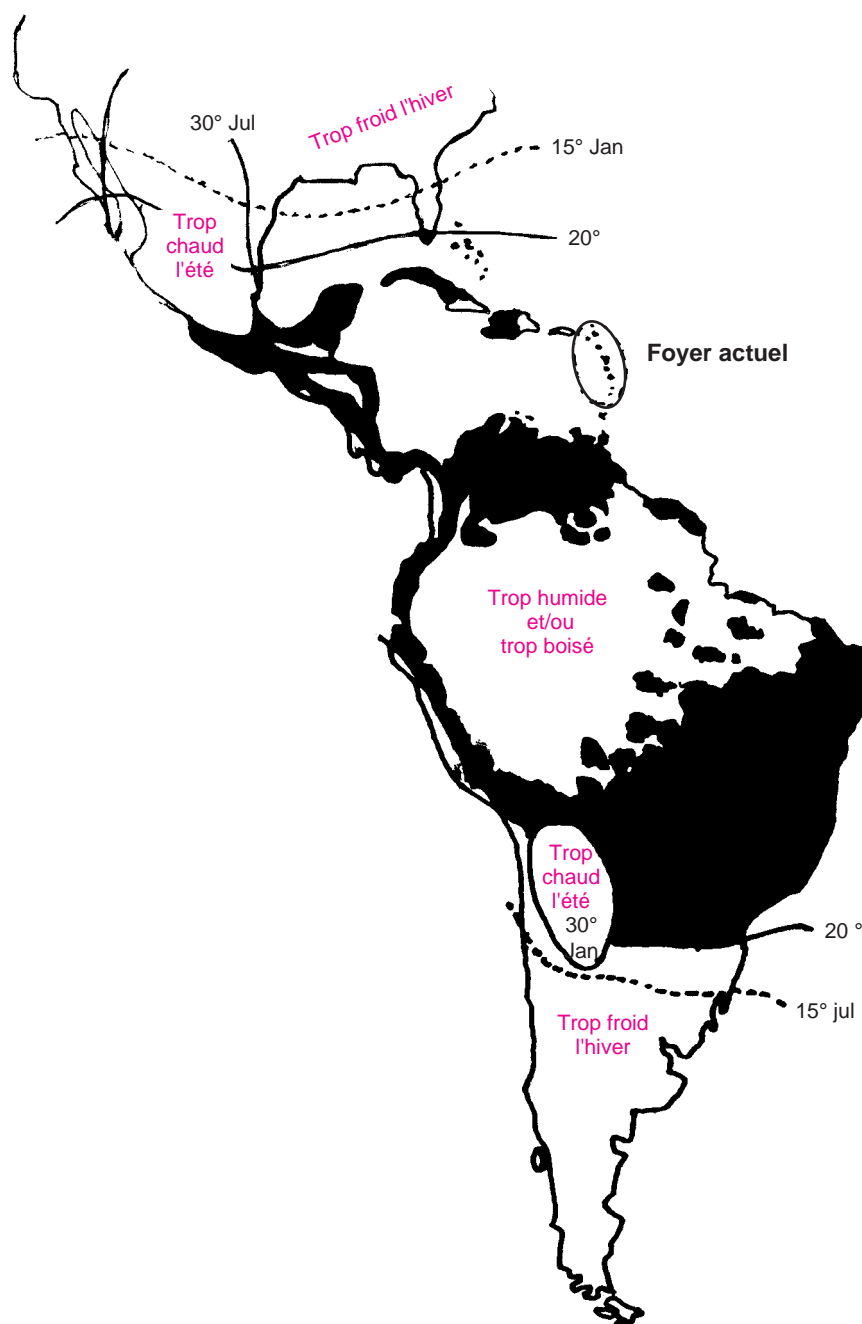 Trop froid l'hiver
30° Jul
15° Jan
Trop
chaud
l'été
20°
Foyer actuel
Trop humide
et/ou
trop boisé
Trop
chaud
l'été
30°
Jan
20 °
15° jul
Trop froid
l'hiver